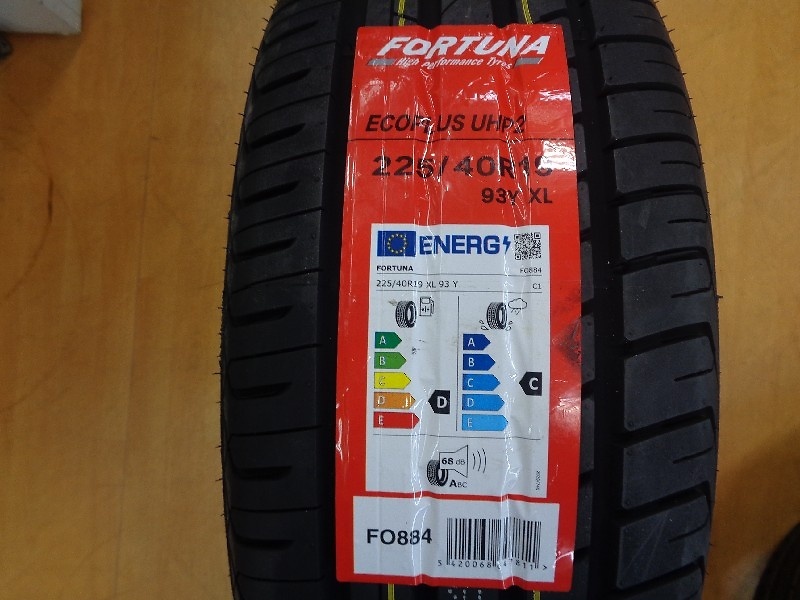 FORTUNA
High Performance Tyres
ECOPLUS UHP2
225/40R19
93Y XL
ENERG
FORTUNA FO884
225/40R19 XL 93 Y C1
A A
B B
C C C
D D D
E E
68 dB
ABC
FO884